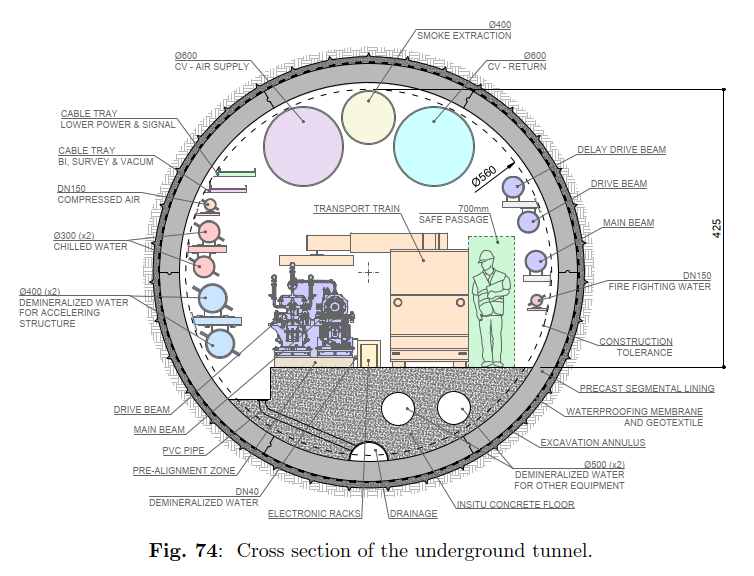 Ø400
SMOKE EXTRACTION
Ø600
CV - AIR SUPPLY
Ø600
CV - RETURN
CABLE TRAY
LOWER POWER & SIGNAL
CABLE TRAY
BI, SURVEY & VACUM
DN150
COMPRESSED AIR
Ø300 (x2)
CHILLED WATER
Ø400 (x2)
DEMINERALIZED WATER
FOR ACCELERING
STRUCTURE
DELAY DRIVE BEAM
Ø560
DRIVE BEAM
TRANSPORT TRAIN
700mm
SAFE PASSAGE
MAIN BEAM
425
DN150
FIRE FIGHTING WATER
CONSTRUCTION
TOLERANCE
PRECAST SEGMENTAL LINING
WATERPROOFING MEMBRANE
AND GEOTEXTILE
EXCAVATION ANNULUS
Ø500 (x2)
DEMINERALIZED WATER
FOR OTHER EQUIPMENT
INSITU CONCRETE FLOOR
DRIVE BEAM
MAIN BEAM
PVC PIPE
PRE-ALIGNMENT ZONE
DN40
DEMINERALIZED WATER
ELECTRONIC RACKS
DRAINAGE
Fig. 74: Cross section of the underground tunnel.